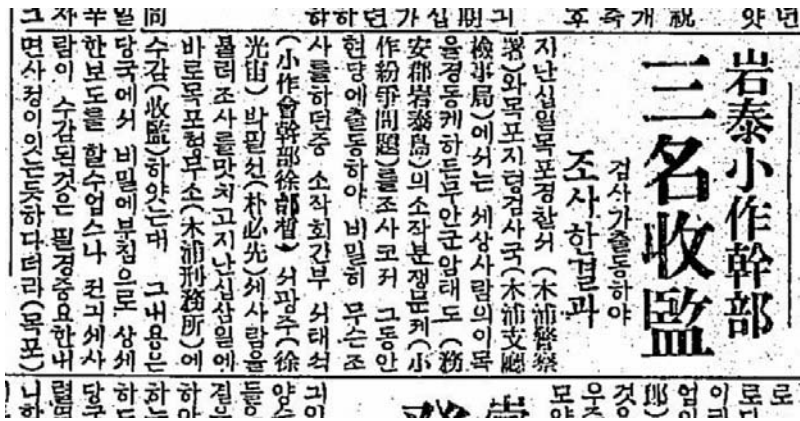 岩泰小作幹部
三名收監
검사가출동하야
조사한결과
지난십일목포경찰서 (木浦警察
署)와목포지텽검사국(木浦支廳
檢事局)에서는 세상사람의이목
을경동케하든무안군암태도 (務
安郡岩泰島)의소작분쟁문뎨(小
作紛爭問題)를조사코저 그동안
현당에출동하야 비밀히 무슨조
사를하던중 소작회간부 서태석
(小作會幹部徐邰晳) 서광주(徐
光宙) 박필선(朴必先)세사람을
불러조사를맛치고지난십삼일에
바로목포형무소(木浦刑務所)에
수감(收監)하얏는대 그내용은
당국에서 비밀에부침으로 상세
한보도를 할수업스나 전긔세사
람이 수감된것은 필경중요한내
면사정이잇는듯하다더라(목포)